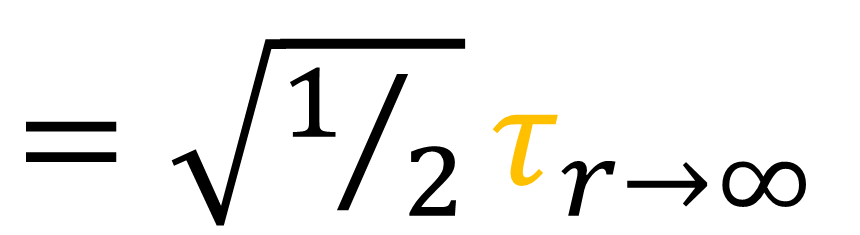 = √1/2 τr→∞